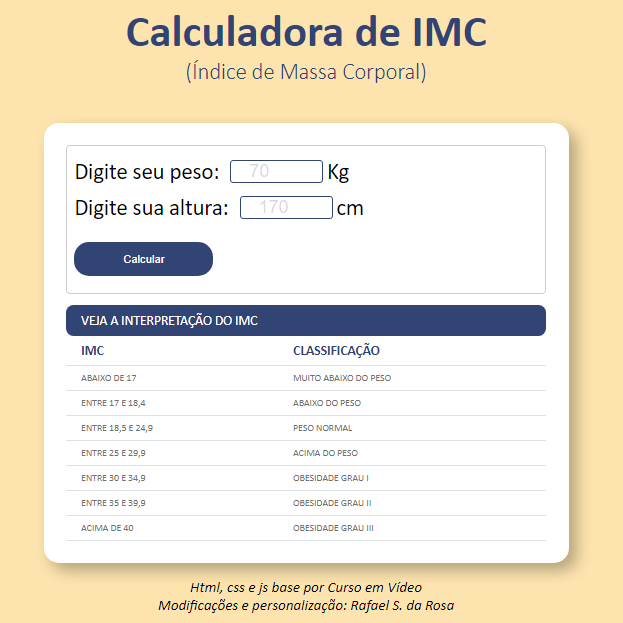 Calculadora de IMC
(Índice de Massa Corporal)
Digite seu peso: 70 Kg
Digite sua altura: 170 cm
Calcular
VEJA A INTERPRETAÇÃO DO IMC
IMC CLASSIFICAÇÃO
ABAIXO DE 17 MUITO ABAIXO DO PESO
ENTRE 17 E 18,4 ABAIXO DO PESO
ENTRE 18,5 E 24,9 PESO NORMAL
ENTRE 25 E 29,9 ACIMA DO PESO
ENTRE 30 E 34,9 OBESIDADE GRAU I
ENTRE 35 E 39,9 OBESIDADE GRAU II
ACIMA DE 40 OBESIDADE GRAU III
Html, css e js base por Curso em Vídeo
Modificações e personalização: Rafael S. da Rosa